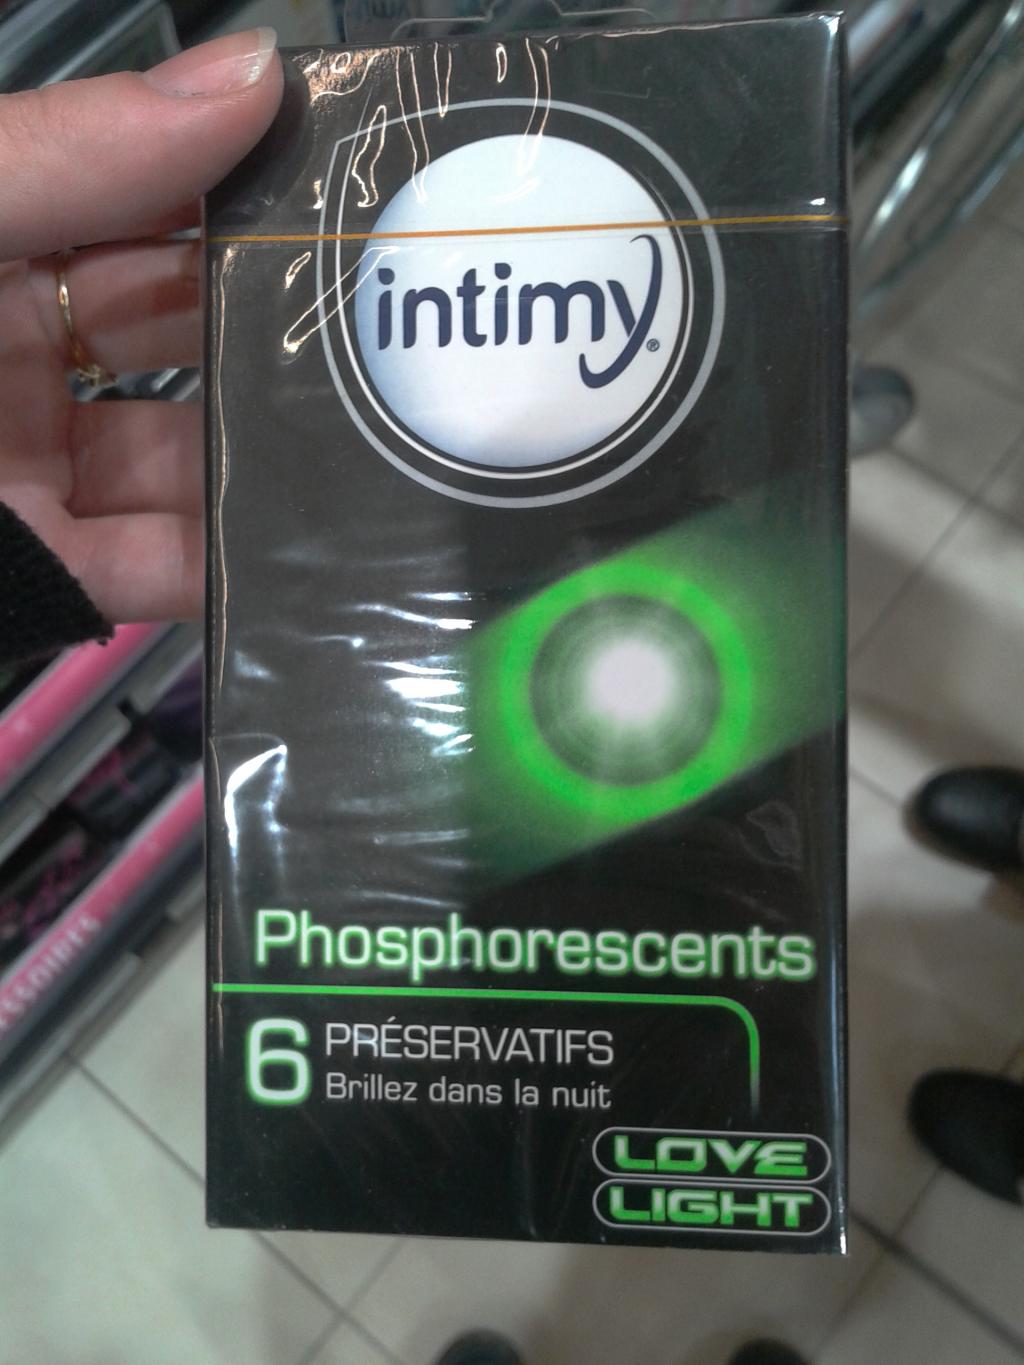 intimy®
Phosphorescents
6 PRÉSERVATIFS
Brillez dans la nuit
LOVE
LIGHT